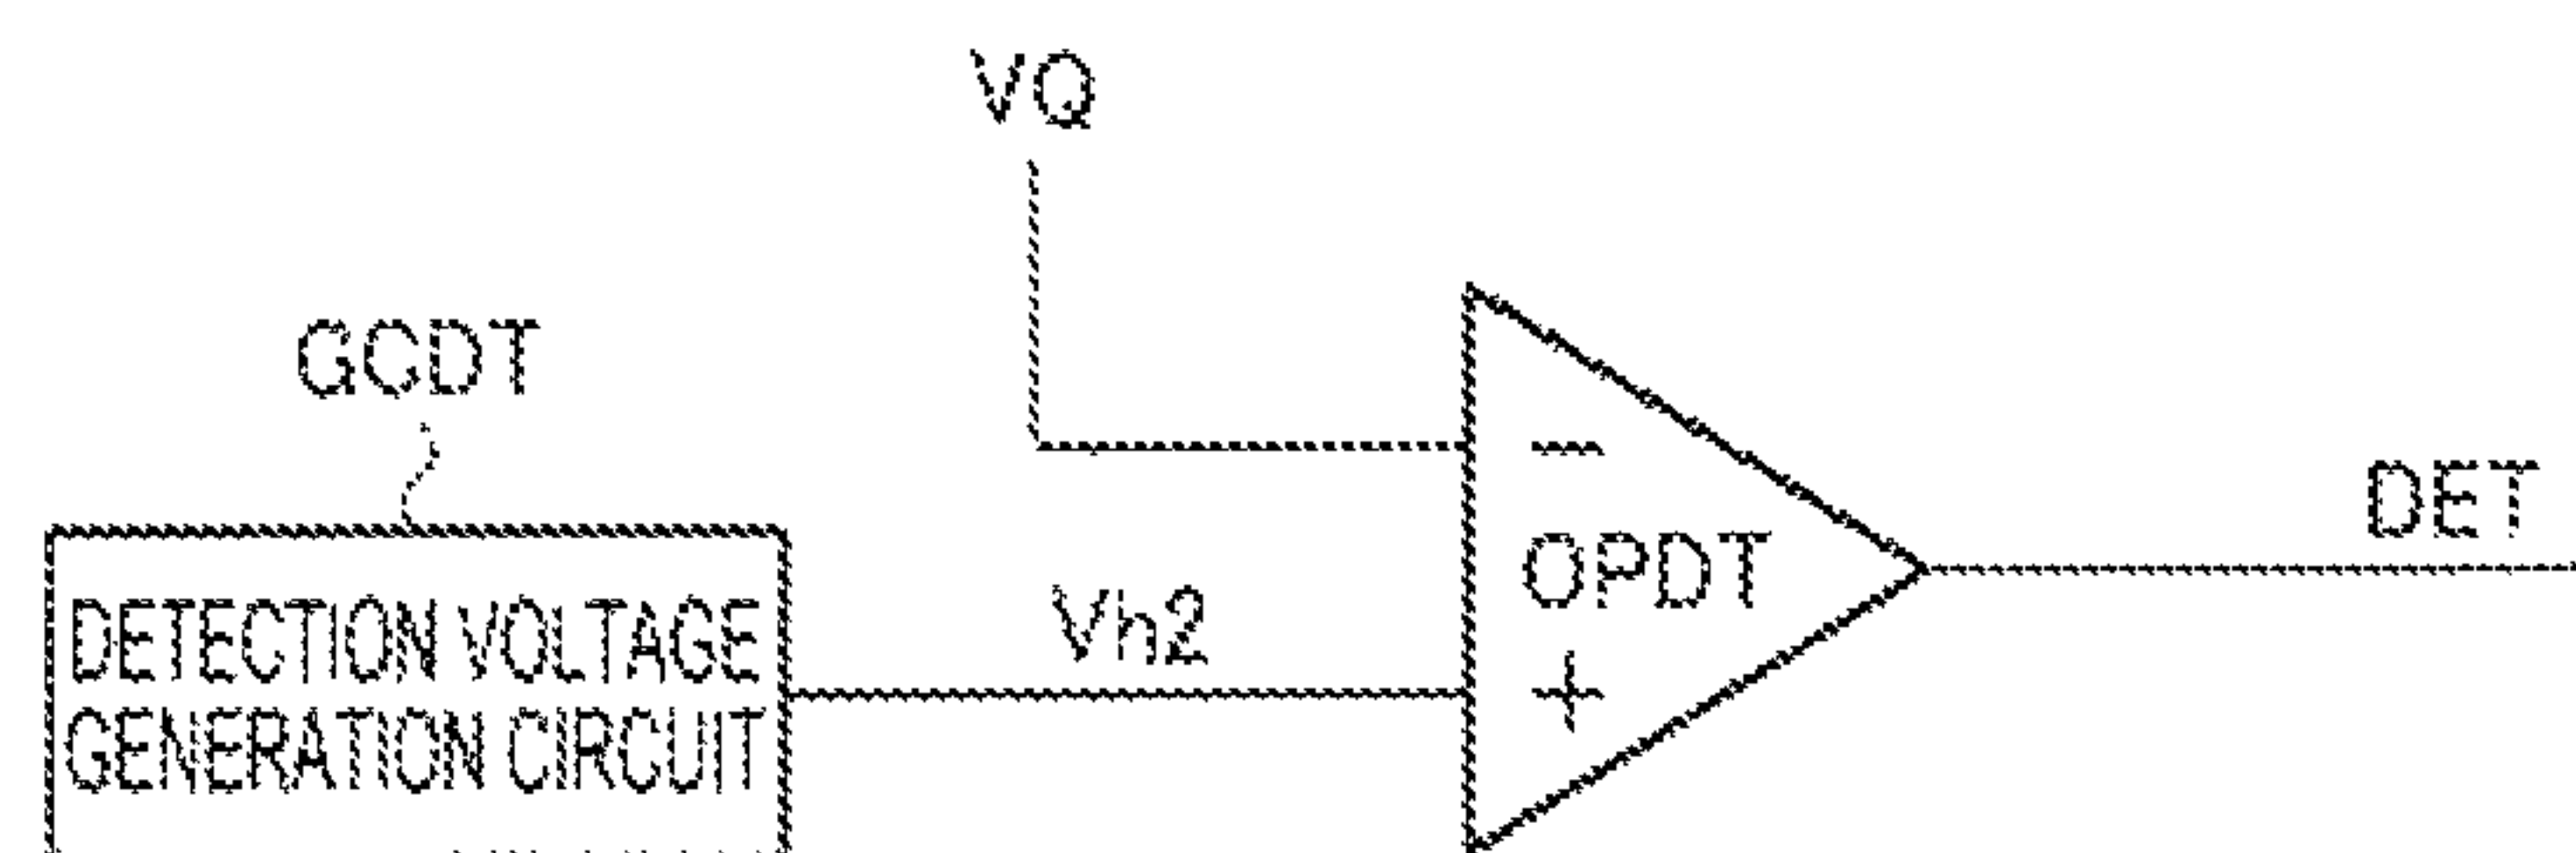 VQ
GCDT
−
DET
OPDT
DETECTION VOLTAGE
GENERATION CIRCUIT
Vh2
+